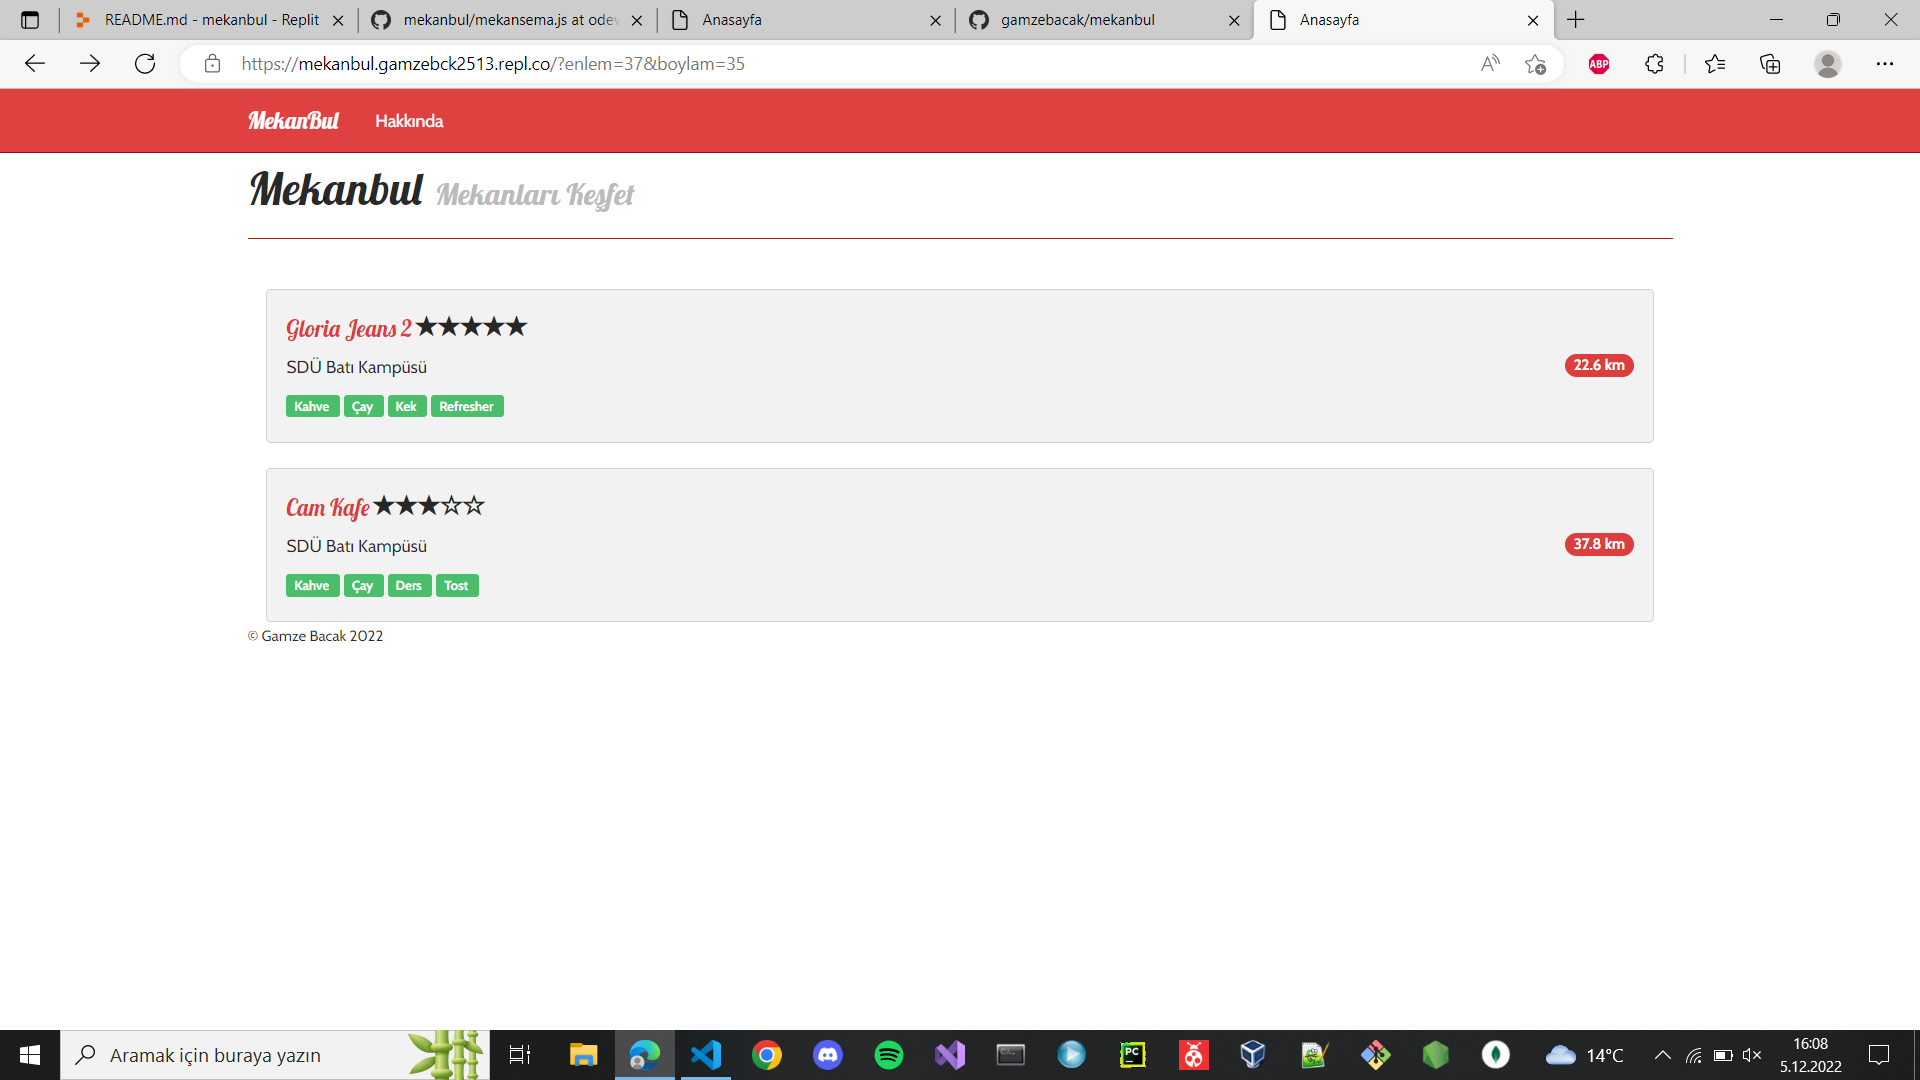 README.md - mekanbul - Replit
mekanbul/mekansema.js at odev
Anasayfa
gamzebacak/mekanbul
Anasayfa
https://mekanbul.gamzebck2513.repl.co/?enlem=37&boylam=35
ABP
MekanBul
Hakkında
Mekanbul Mekanları Keşfet
Gloria Jeans 2 ★★★★★
SDÜ Batı Kampüsü
22.6 km
Kahve Çay Kek Refresher
Cam Kafe ★★★☆☆
SDÜ Batı Kampüsü
37.8 km
Kahve Çay Ders Tost
© Gamze Bacak 2022
Aramak için buraya yazın
PC
14°C
16:08
5.12.2022